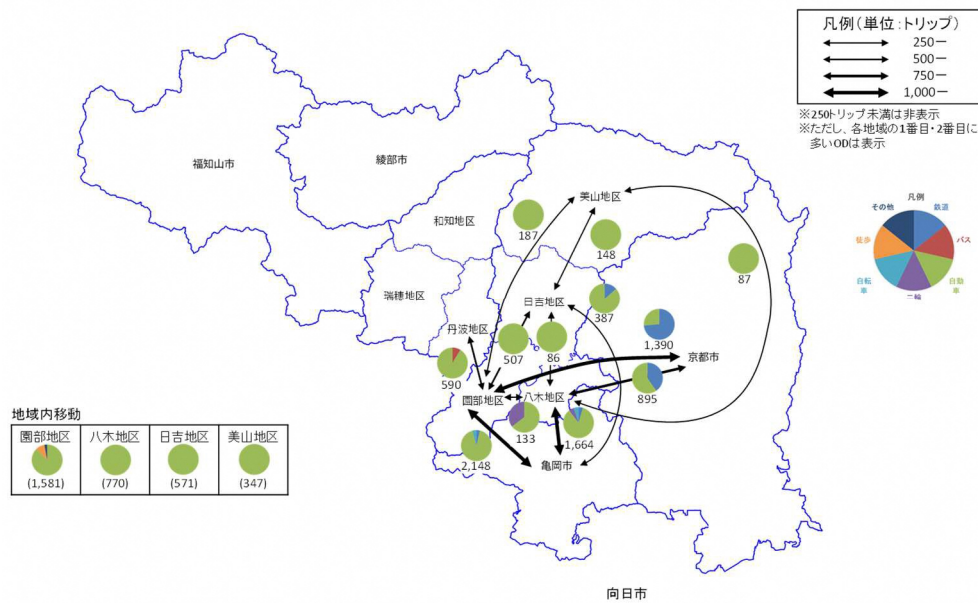 凡例(単位:トリップ)
250ー
500ー
750ー
1,000ー
※250トリップ未満は非表示
※ただし、各地域の1番目・2番目に
多いODは表示
福知山市
綾部市
美山地区
和知地区
187
148
87
凡例
その他
鉄道
徒歩
バス
自転
車
二輪
自動
車
瑞穂地区
日吉地区
387
丹波地区
507
86
1,390
京都市
590
895
園部地区
八木地区
133
1,664
2,148
亀岡市
地域内移動
園部地区 八木地区 日吉地区 美山地区
(1,581) (770) (571) (347)
向日市